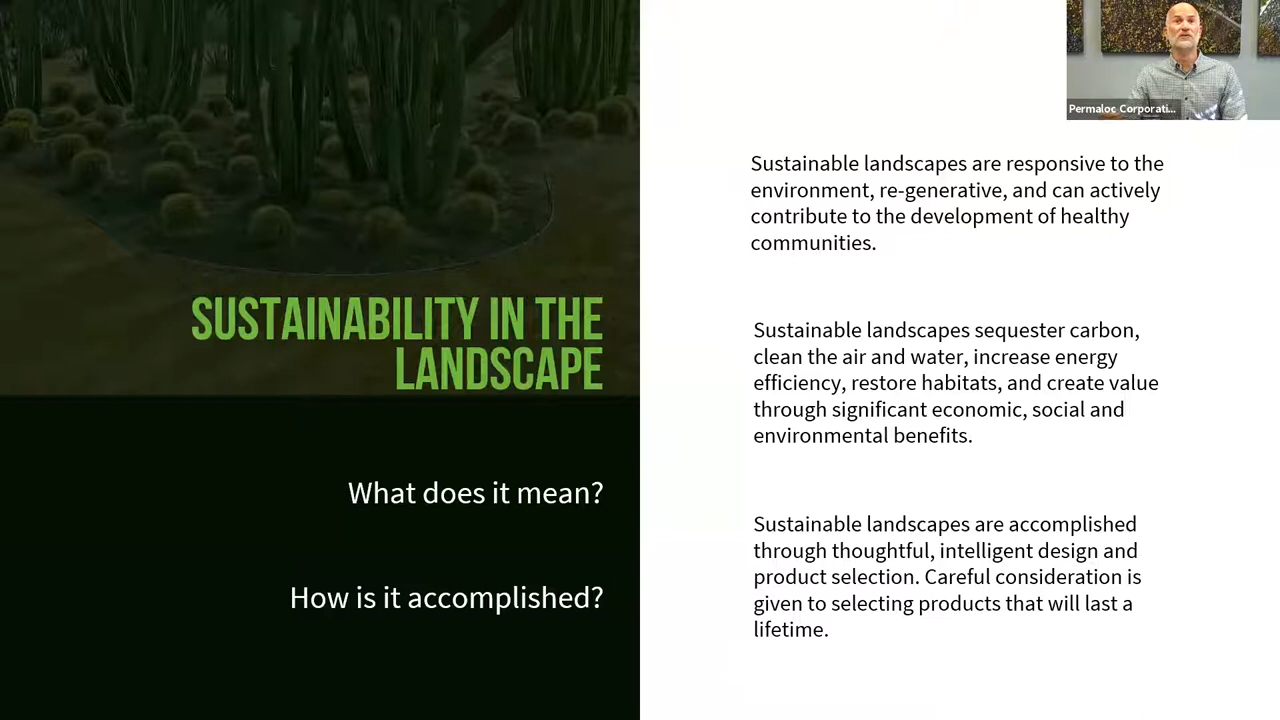 SUSTAINABILITY IN THE
LANDSCAPE
What does it mean?
How is it accomplished?
Permaloc Corporati...
Sustainable landscapes are responsive to the
environment, re-generative, and can actively
contribute to the development of healthy
communities.
Sustainable landscapes sequester carbon,
clean the air and water, increase energy
efficiency, restore habitats, and create value
through significant economic, social and
environmental benefits.
Sustainable landscapes are accomplished
through thoughtful, intelligent design and
product selection. Careful consideration is
given to selecting products that will last a
lifetime.